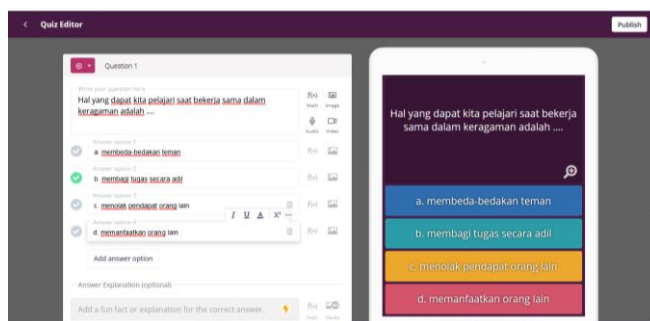 Quiz Editor
Publish
Question 1
Write your question here
Hal yang dapat kita pelajari saat bekerja sama dalam
keragaman adalah ....
f(x)
Math Image
Audio Video
Answer option 1
a. membeda-bedakan teman
f(x)
Answer option 2
b. membagi tugas secara adil
f(x)
Answer option 3
c. menolak pendapat orang lain
f(x)
I U A X² ...
Answer option 4
d. memanfaatkan orang lain
f(x)
Add answer option
Answer Explanation (optional)
Add a fun fact or explanation for the correct answer.
f(x)
Math Media
Hal yang dapat kita pelajari saat bekerja
sama dalam keragaman adalah ....
a. membeda-bedakan teman
b. membagi tugas secara adil
c. menolak pendapat orang lain
d. memanfaatkan orang lain